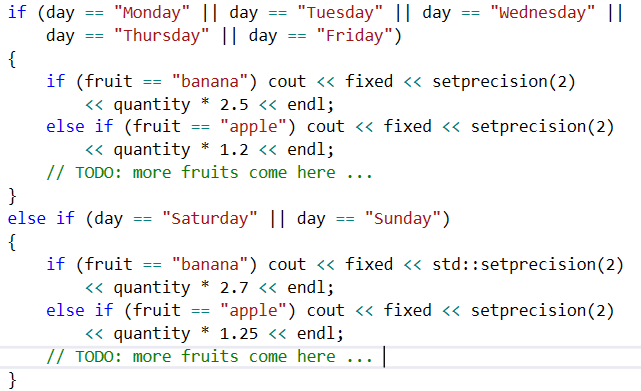 if (day == "Monday" || day == "Tuesday" || day == "Wednesday" ||
    day == "Thursday" || day == "Friday")
{
    if (fruit == "banana") cout << fixed << setprecision(2)
        << quantity * 2.5 << endl;
    else if (fruit == "apple") cout << fixed << setprecision(2)
        << quantity * 1.2 << endl;
    // TODO: more fruits come here ...
}
else if (day == "Saturday" || day == "Sunday")
{
    if (fruit == "banana") cout << fixed << std::setprecision(2)
        << quantity * 2.7 << endl;
    else if (fruit == "apple") cout << fixed << setprecision(2)
        << quantity * 1.25 << endl;
    // TODO: more fruits come here ...
}